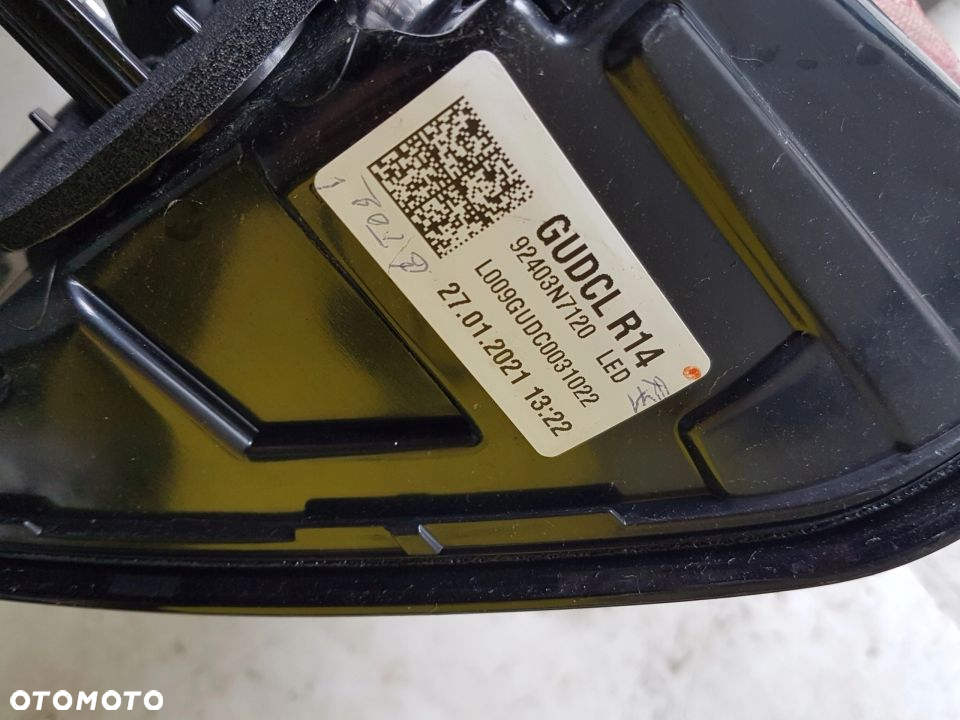 GUDCL R14
92403N7120 LED
L009GUDC0031022
27.01.2021 13:22
OTOMOTO